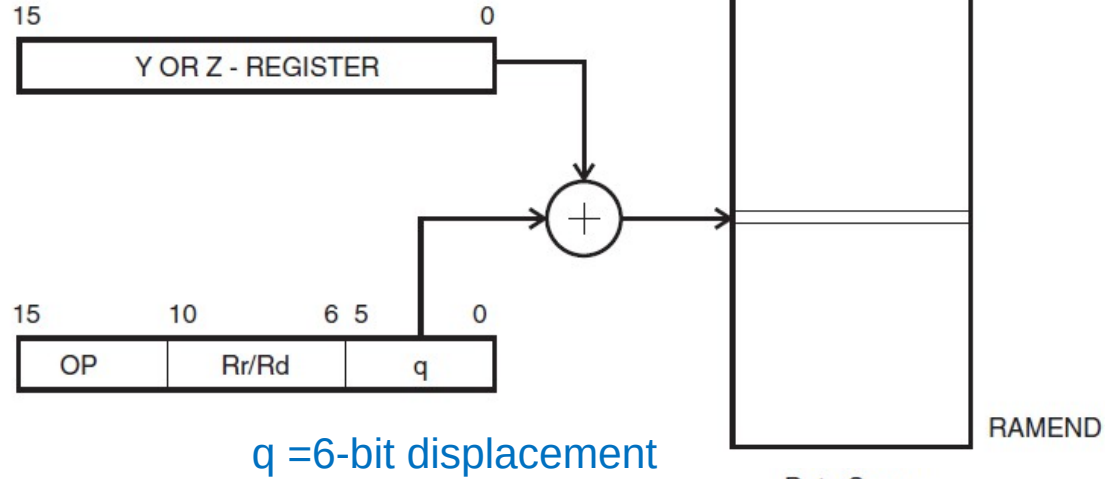 15 0
Y OR Z - REGISTER
15 10 6 5 0
OP Rr/Rd q
RAMEND
q =6-bit displacement